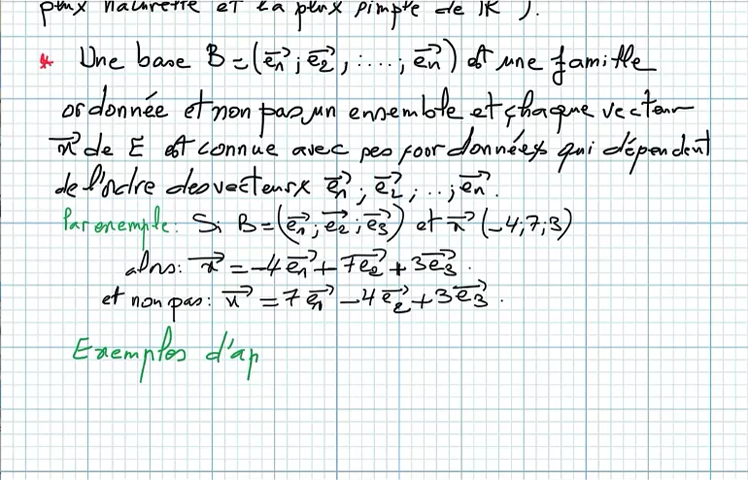 plus naturelle et la plus simple de IK ).
* Une base B = (e₁→ ; e₂→ , ....; eₙ→) est une famille
ordonnée et non pas un ensemble et chaque vecteur
x→ de E est connue avec ses coordonnées qui dépendent
de l'ordre des vecteurs e₁→ ; e₂→ , ..; eₙ→.
Par exemple: Si B = (e₁→ ; e₂→ ; e₃→) et x→ (-4;7;3)
alors: x→ = -4e₁→ + 7e₂→ + 3e₃→.
et non pas: x→ = 7e₁→ - 4e₂→ + 3e₃→.
Exemples d'ap